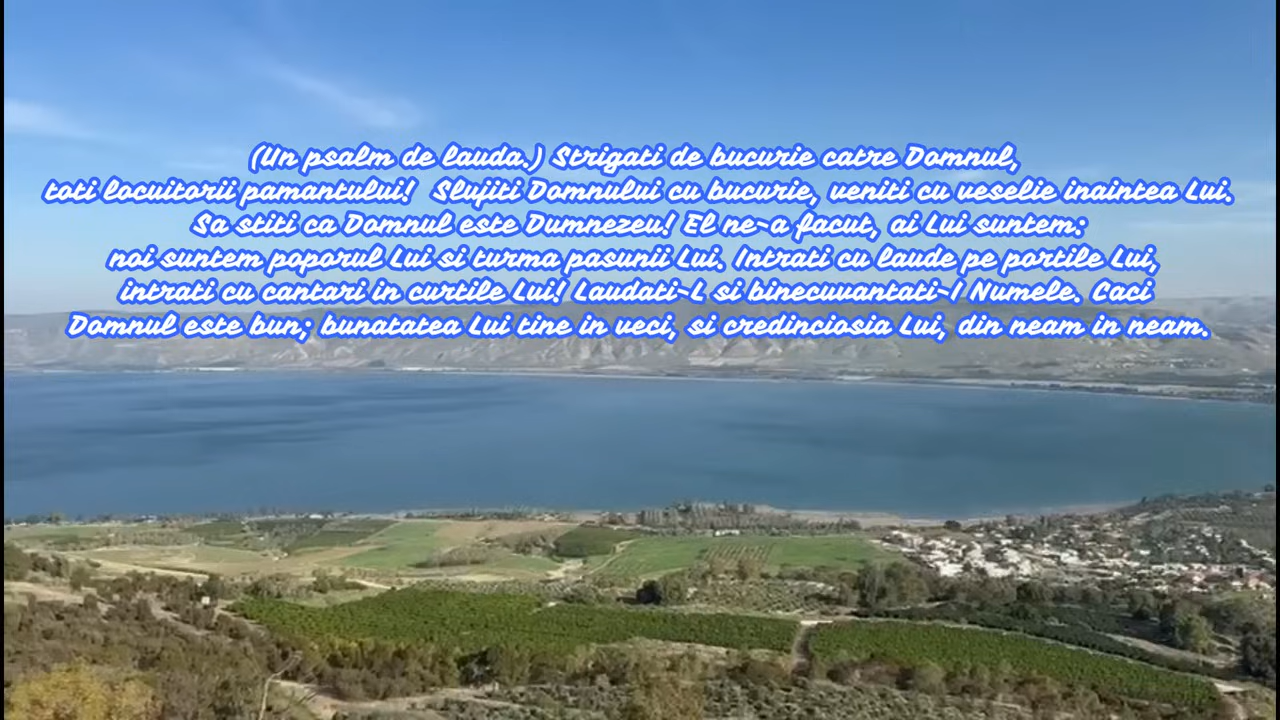 (Un psalm de lauda.) Strigati de bucurie catre Domnul,
toti locuitorii pamantului!  Slujiti Domnului cu bucurie, veniti cu veselie inaintea Lui.
Sa stiti ca Domnul este Dumnezeu! El ne-a facut, ai Lui suntem:
noi suntem poporul Lui si turma pasunii Lui. Intrati cu laude pe portile Lui,
intrati cu cantari in curtile Lui! Laudati-L si binecuvantati-I Numele. Caci
Domnul este bun; bunatatea Lui tine in veci, si credinciosia Lui, din neam in neam.